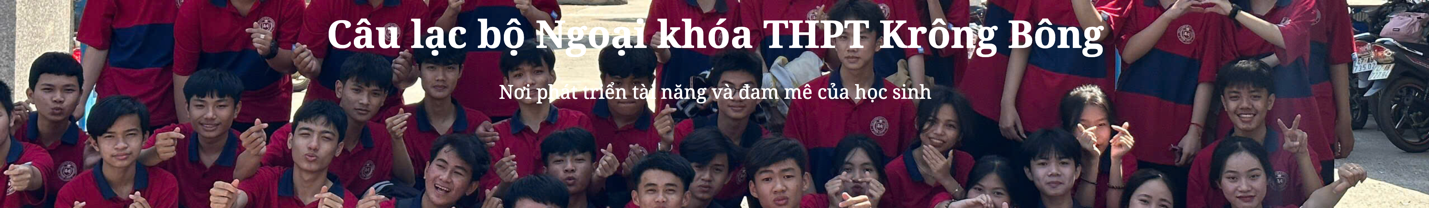 Câu lạc bộ Ngoại khóa THPT Krông Bông
Nơi phát triển tài năng và đam mê của học sinh